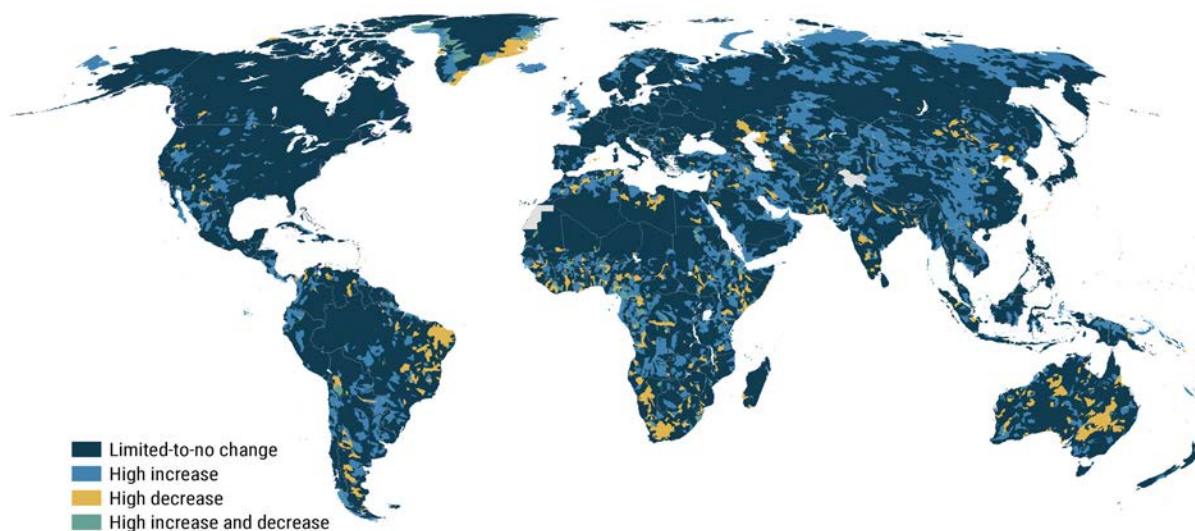 Limited-to-no change
High increase
High decrease
High increase and decrease